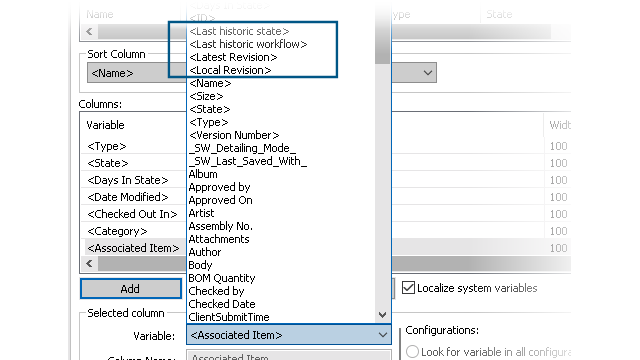 Name
<ID>
Type
State
<Last historic state>
<Last historic workflow>
<Latest Revision>
<Local Revision>
Sort Column
<Name>
<Name>
<Size>
<State>
<Type>
<Version Number>
_SW_Detailing_Mode_
_SW_Last_Saved_With_
Album
Approved by
Approved On
Artist
Assembly No.
Attachments
Author
Body
BOM Quantity
Checked by
Checked Date
ClientSubmitTime
Columns:
Variable
Width
<Type>
100
<State>
100
<Days In State>
100
<Date Modified>
100
<Checked Out In>
100
<Category>
100
<Associated Item>
100
Add
Localize system variables
Selected column
Variable:
<Associated Item>
Configurations:
Look for variable in all configura
Column Name:
Associated Item